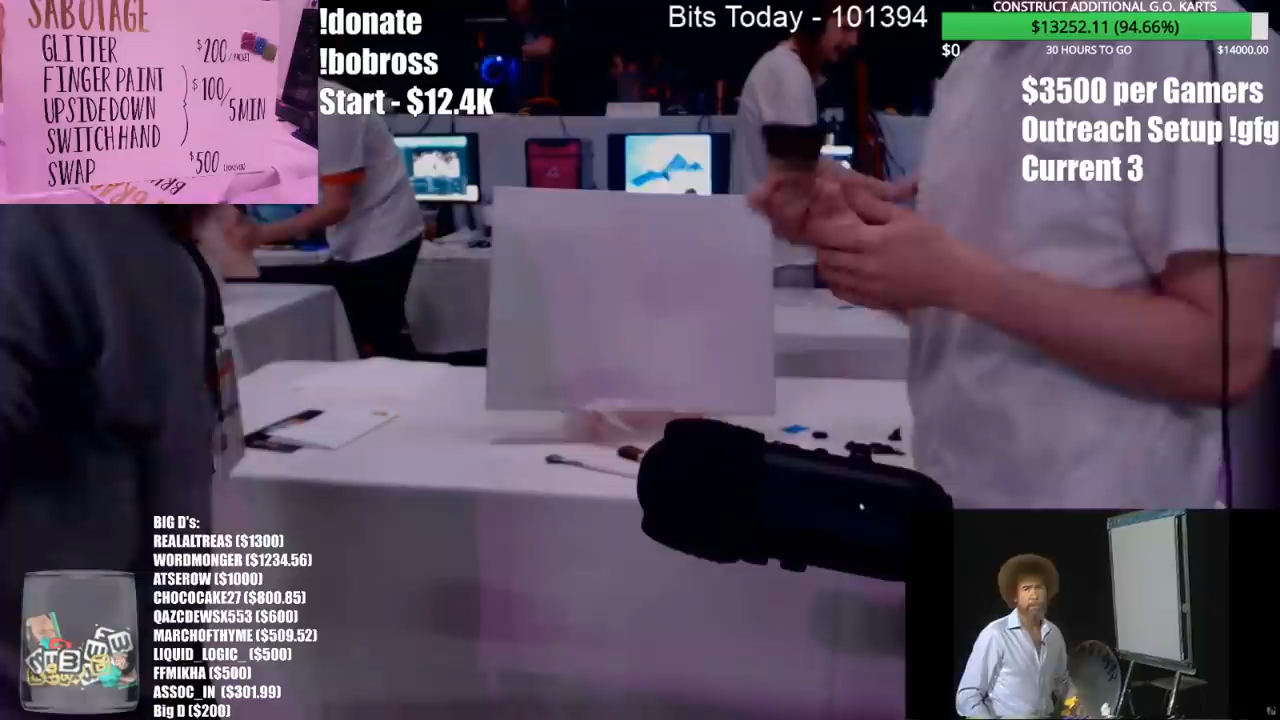 SABOTAGE
GLITTER $200/PACKET
FINGER PAINT
UPSIDEDOWN $100/5 MIN
SWITCH HAND
SWAP $500
!donate
!bobross
Start - $12.4K
Bits Today - 101394
CONSTRUCT ADDITIONAL G.O. KARTS
$13252.11 (94.66%)
$0 30 HOURS TO GO $14000.00
$3500 per Gamers
Outreach Setup !gfg
Current 3
BIG D's:
REALALTREAS ($1300)
WORDMONGER ($1234.56)
ATSEROW ($1000)
CHOCOCAKE27 ($800.85)
QAZCDEWSX553 ($600)
MARCHOFTHYME ($509.52)
LIQUID_LOGIC_ ($500)
FFMIKHA ($500)
ASSOC_IN ($301.99)
Big D ($200)